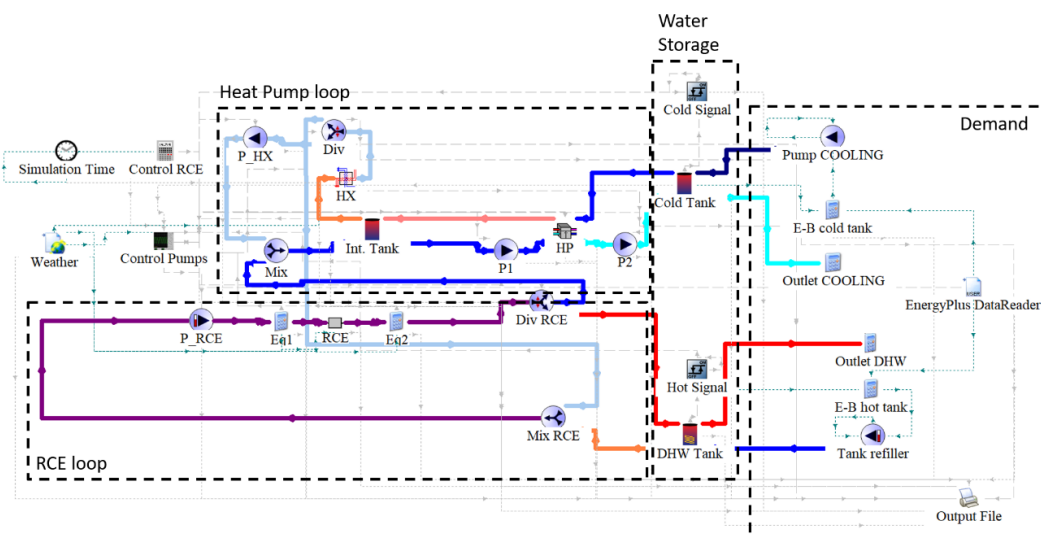 Water
Storage
Heat Pump loop
Cold Signal
Demand
P_HX
Div
Pump COOLING
Simulation Time
Control RCE
HX
Cold Tank
E-B cold tank
Int. Tank
HP
Weather
Control Pumps
Mix
P1
P2
Outlet COOLING
EnergyPlus DataReader
Div RCE
P_RCE
Eq1
RCE
Eq2
Outlet DHW
Hot Signal
E-B hot tank
Mix RCE
DHW Tank
Tank refiller
RCE loop
Output File